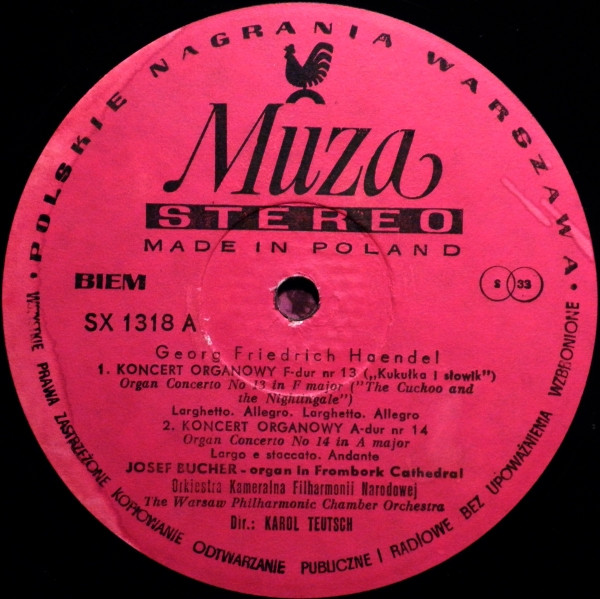 • POLSKIE NAGRANIA WARSZAWA •
Muza
STEREO
MADE IN POLAND
BIEM
S 33
SX 1318 A
Georg Friedrich Haendel
1. KONCERT ORGANOWY F-dur nr 13 („Kukułka i słowik")
Organ Concerto No 13 in F major ("The Cuckoo and
the Nightingale")
Larghetto. Allegro. Larghetto. Allegro
2. KONCERT ORGANOWY A-dur nr 14
Organ Concerto No 14 in A major
Largo e staccato. Andante
JOSEF BUCHER - organ in Frombork Cathedral
Orkiestra Kameralna Filharmonii Narodowej
The Warsaw Philharmonic Chamber Orchestra
Dir.: KAROL TEUTSCH
WSZELKIE PRAWA ZASTRZEŻONE KOPIOWANIE ODTWARZANIE PUBLICZNE I RADIOWE BEZ UPOWAŻNIENIA WZBRONIONE